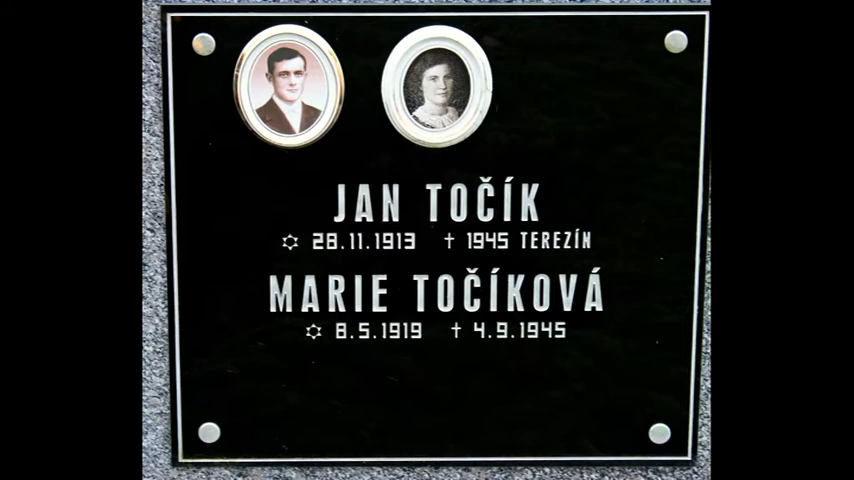 JAN TOČÍK
✡ 28.11.1913 † 1945 TEREZÍN
MARIE TOČÍKOVÁ
✡ 8.5.1919 † 4.9.1945